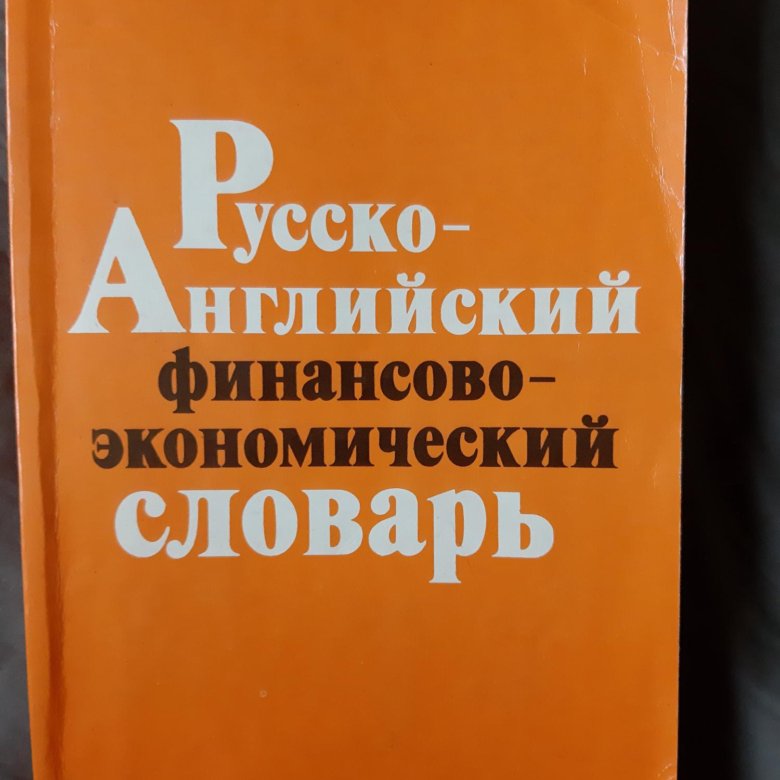 Русско-
Английский
финансово-
экономический
словарь